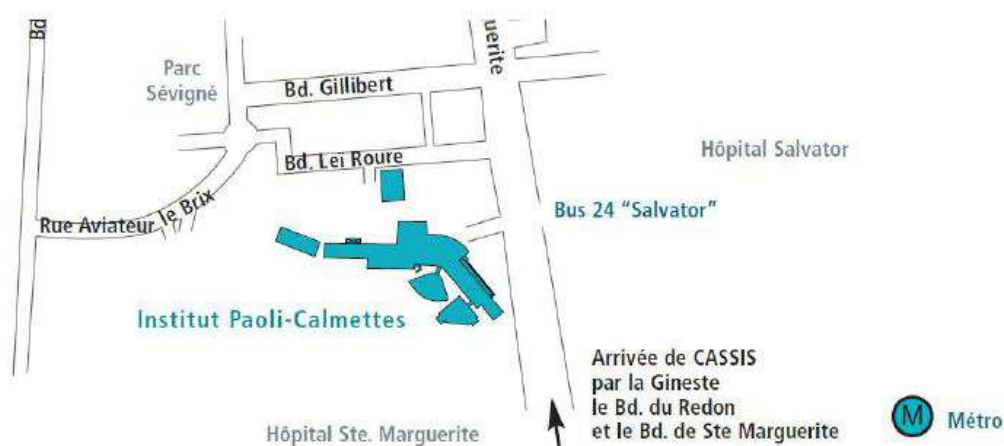 Bd
uerite
Parc
Sévigné
Bd. Gillibert
Hôpital Salvator
Bd. Leï Roure
Rue Aviateur le Brix
Bus 24 “Salvator”
Institut Paoli-Calmettes
Arrivée de CASSIS
par la Gineste
le Bd. du Redon
et le Bd. de Ste Marguerite
M Métro
Hôpital Ste. Marguerite